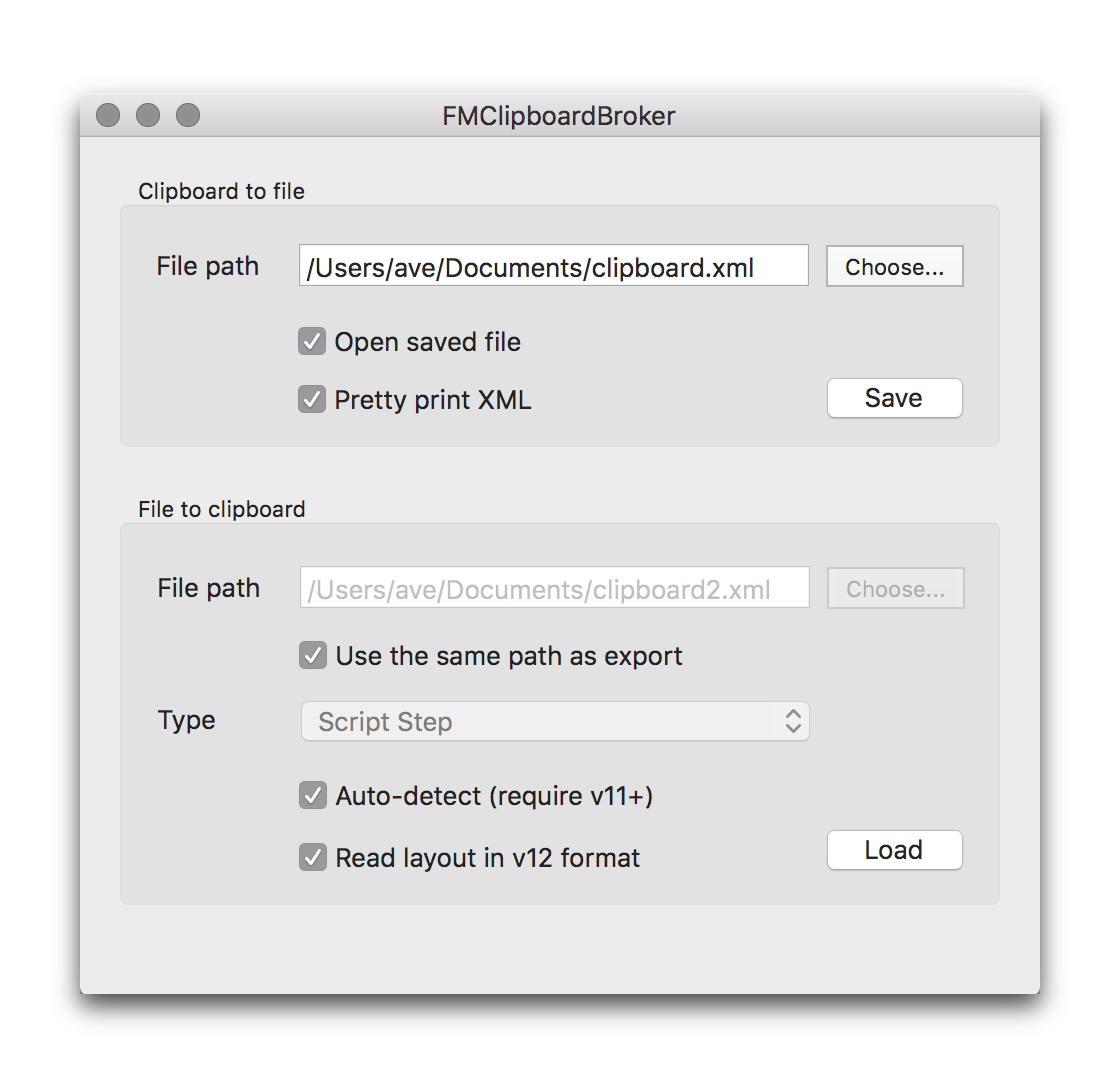 FMClipboardBroker
Clipboard to file
File path /Users/ave/Documents/clipboard.xml Choose...
Open saved file
Pretty print XML Save
File to clipboard
File path /Users/ave/Documents/clipboard2.xml Choose...
Use the same path as export
Type Script Step
Auto-detect (require v11+)
Read layout in v12 format Load